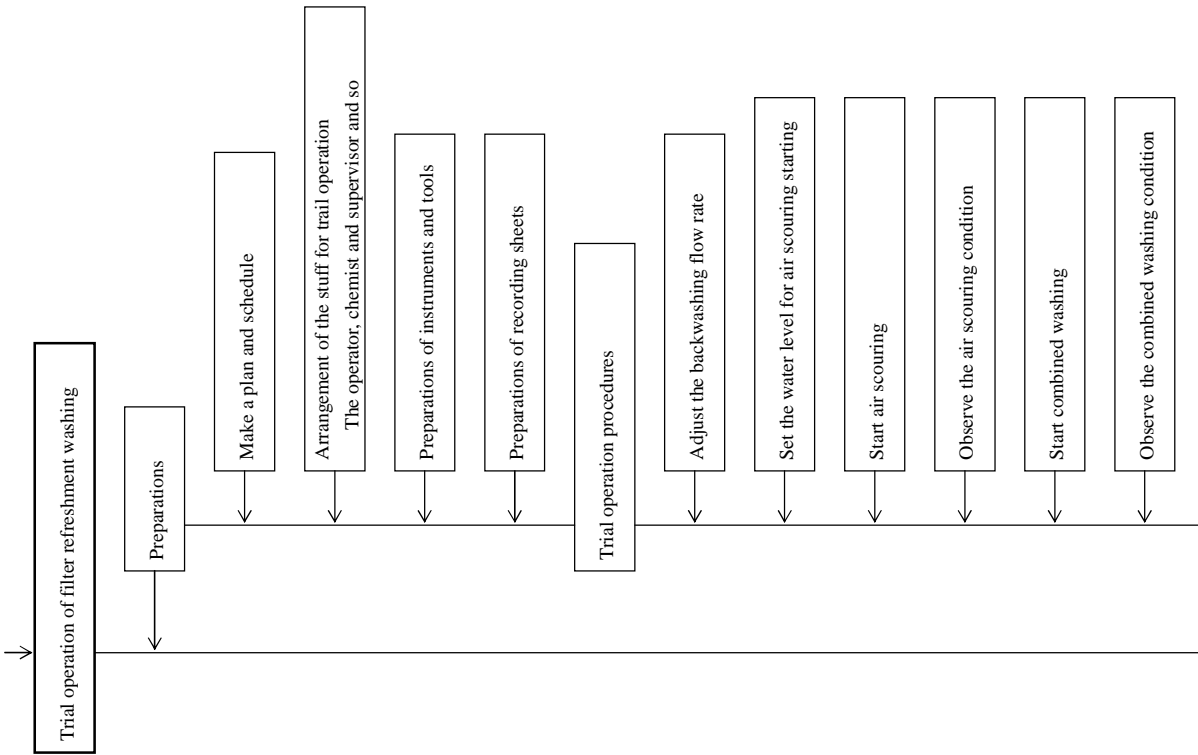 Trial operation of filter refreshment washing
Preparations
Make a plan and schedule
Arrangement of the stuff for trail operation
The operator, chemist and supervisor and so
Preparations of instruments and tools
Preparations of recording sheets
Trial operation procedures
Adjust the backwashing flow rate
Set the water level for air scouring starting
Start air scouring
Observe the air scouring condition
Start combined washing
Observe the combined washing condition